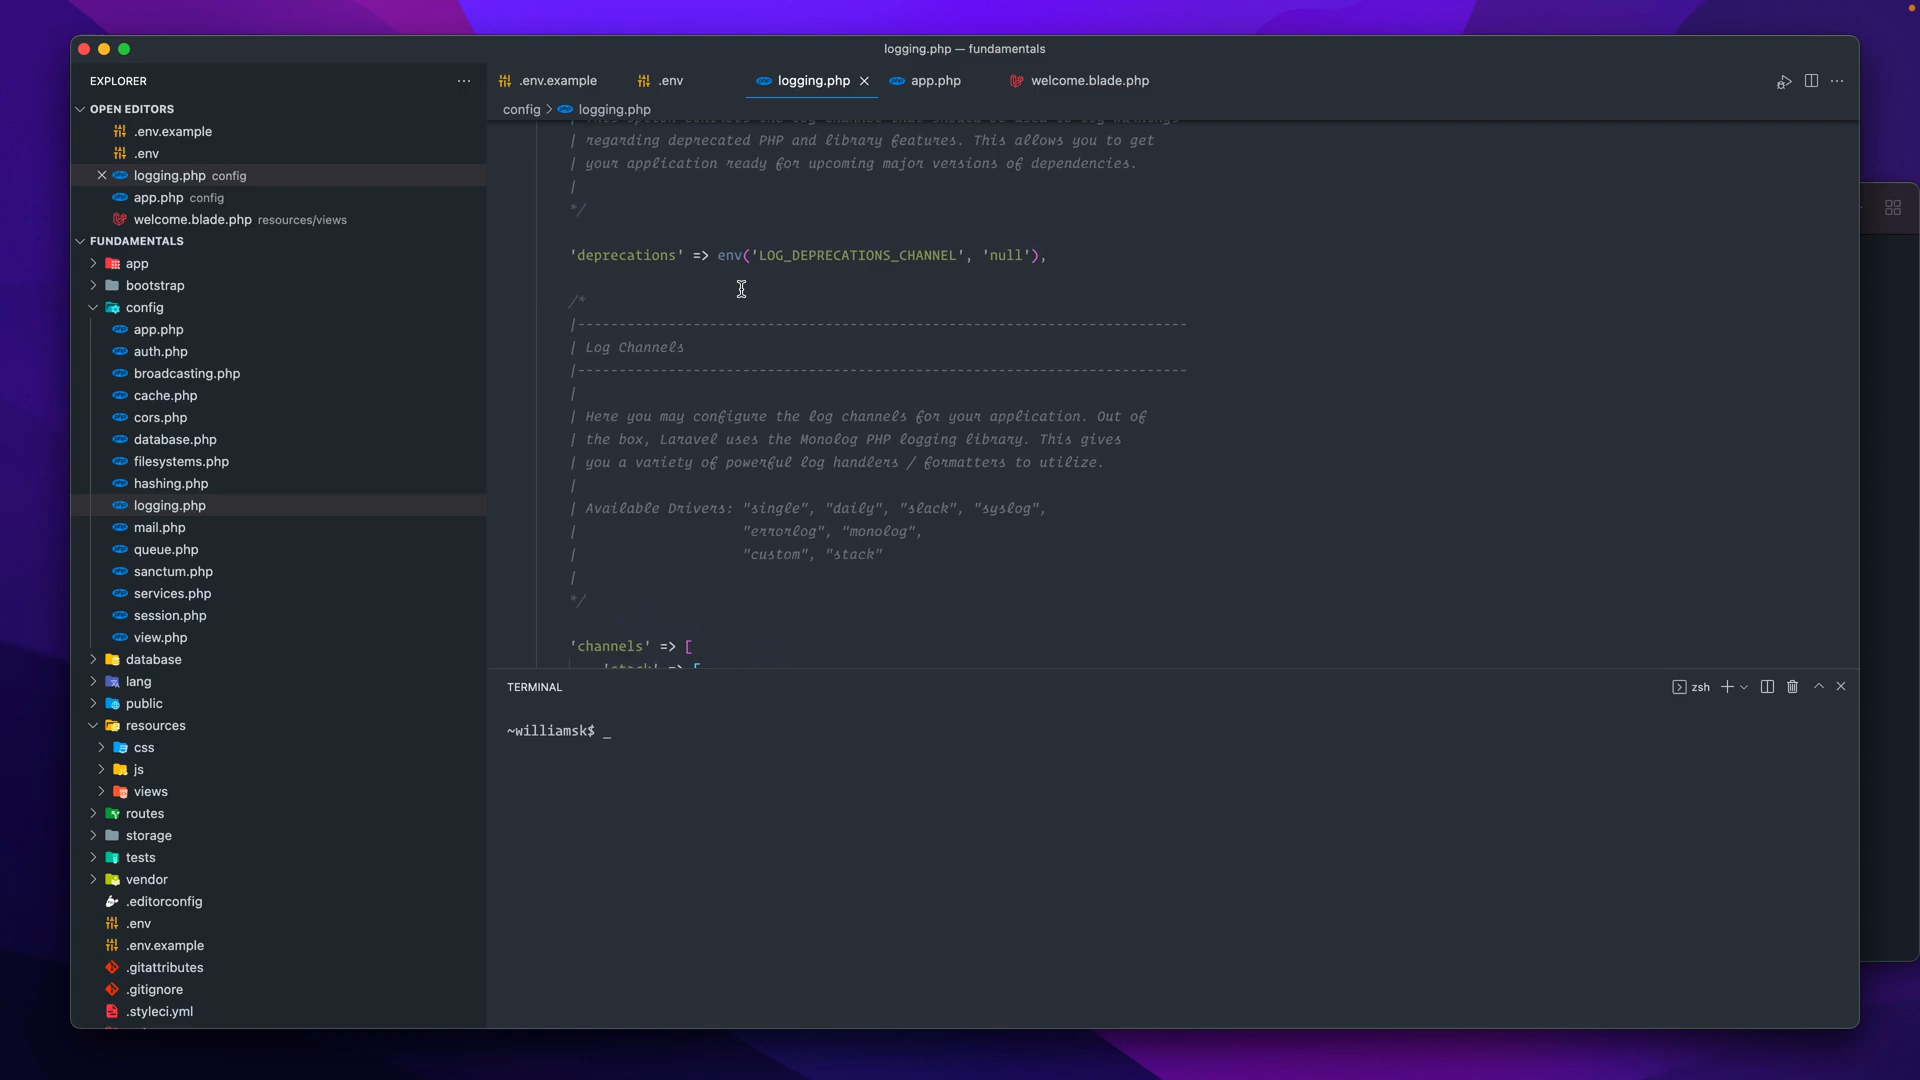 logging.php — fundamentals
EXPLORER
OPEN EDITORS
.env.example
.env
logging.php config
app.php config
welcome.blade.php resources/views
FUNDAMENTALS
app
bootstrap
config
app.php
auth.php
broadcasting.php
cache.php
cors.php
database.php
filesystems.php
hashing.php
logging.php
mail.php
queue.php
sanctum.php
services.php
session.php
view.php
database
lang
public
resources
css
js
views
routes
storage
tests
vendor
.editorconfig
.env
.env.example
.gitattributes
.gitignore
.styleci.yml
.env.example
.env
logging.php
app.php
welcome.blade.php
config > logging.php
| regarding deprecated PHP and library features. This allows you to get
| your application ready for upcoming major versions of dependencies.
|
*/
'deprecations' => env('LOG_DEPRECATIONS_CHANNEL', 'null'),
/*
|--------------------------------------------------------------------------
| Log Channels
|--------------------------------------------------------------------------
|
| Here you may configure the log channels for your application. Out of
| the box, Laravel uses the Monolog PHP logging library. This gives
| you a variety of powerful log handlers / formatters to utilize.
|
| Available Drivers: "single", "daily", "slack", "syslog",
| "errorlog", "monolog",
| "custom", "stack"
|
*/
'channels' => [
'stack' => [
TERMINAL
zsh
~williamsk$ _